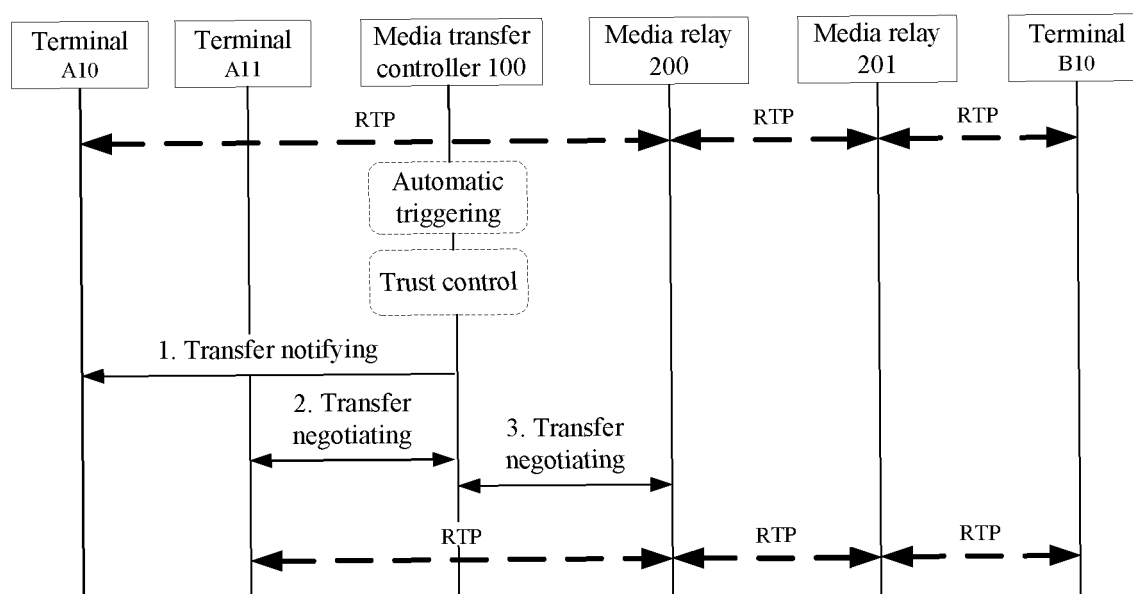 Terminal
A10
Terminal
A11
Media transfer
controller 100
Media relay
200
Media relay
201
Terminal
B10
RTP
RTP
RTP
Automatic
triggering
Trust control
1. Transfer notifying
2. Transfer
negotiating
3. Transfer
negotiating
RTP
RTP
RTP